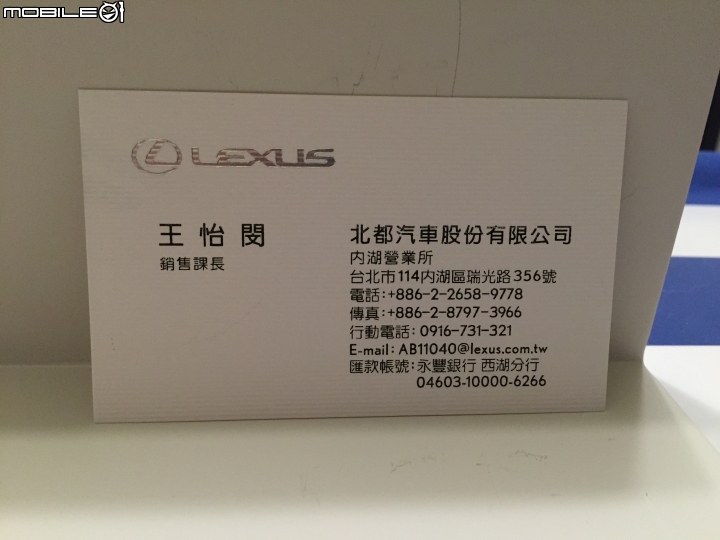 MOBILE01
LEXUS
王怡閔
銷售課長
北都汽車股份有限公司
內湖營業所
台北市114內湖區瑞光路356號
電話:+886-2-2658-9778
傳真:+886-2-8797-3966
行動電話: 0916-731-321
E-mail: AB11040@lexus.com.tw
匯款帳號:永豐銀行 西湖分行
04603-10000-6266